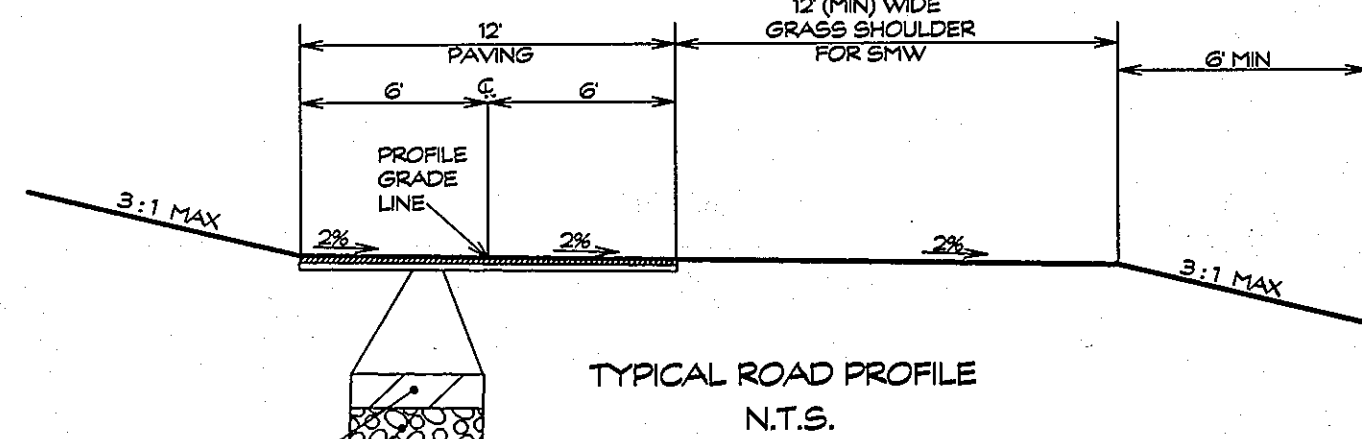 12' (MIN) WIDE
GRASS SHOULDER
FOR SMW
12'
PAVING
6' MIN
6'
℄
6'
PROFILE
GRADE
LINE
3:1 MAX
2%
2%
2%
3:1 MAX
TYPICAL ROAD PROFILE
N.T.S.